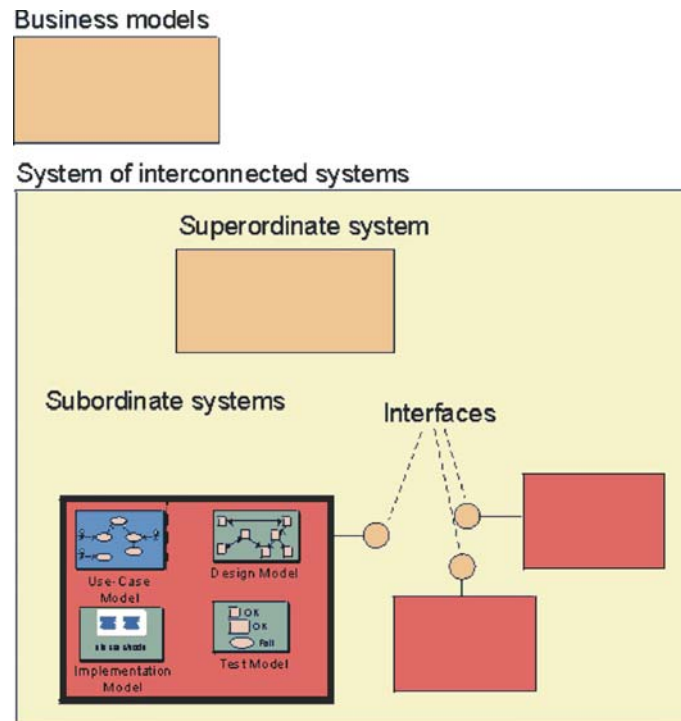 Business models
System of interconnected systems
Superordinate system
Subordinate systems
Interfaces
Use-Case
Model
Design Model
OK
OK
Fail
Implementation
Model
Test Model